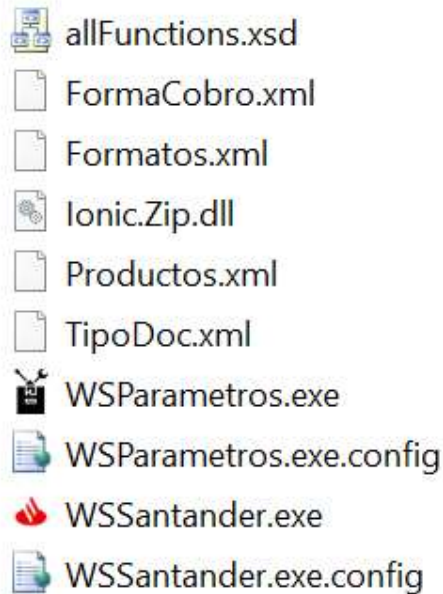 allFunctions.xsd
FormaCobro.xml
Formatos.xml
Ionic.Zip.dll
Productos.xml
TipoDoc.xml
WSParametros.exe
WSParametros.exe.config
WSSantander.exe
WSSantander.exe.config